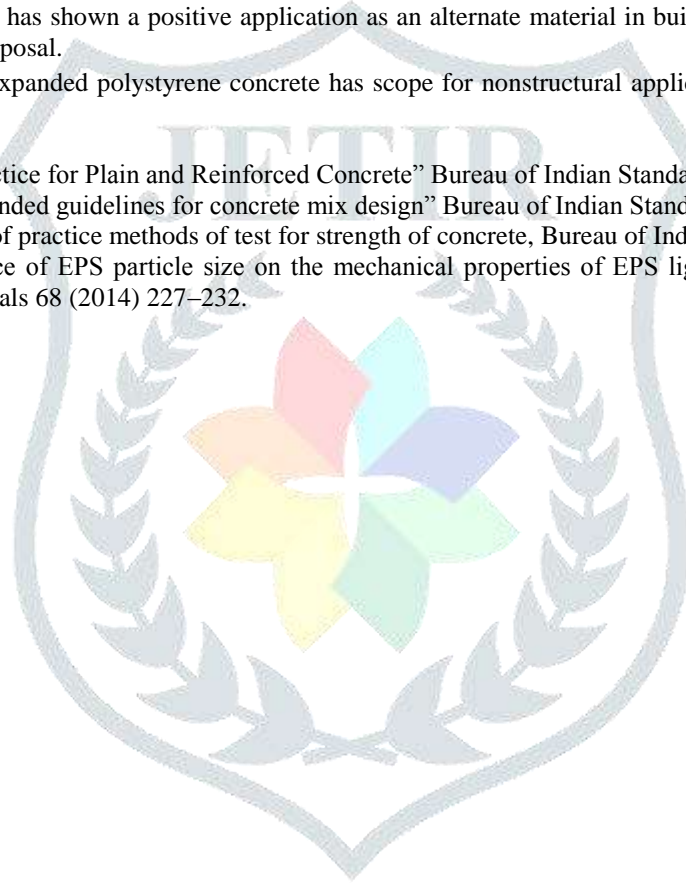 has shown a positive application as an alternate material in bui
posal.
xpanded polystyrene concrete has scope for nonstructural appli
JETIR
ctice for Plain and Reinforced Concrete” Bureau of Indian Standa
nded guidelines for concrete mix design” Bureau of Indian Stand
of practice methods of test for strength of concrete, Bureau of Ind
ce of EPS particle size on the mechanical properties of EPS lig
als 68 (2014) 227–232.